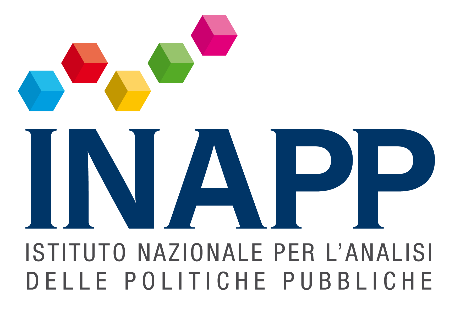 INAPP
ISTITUTO NAZIONALE PER L'ANALISI
DELLE POLITICHE PUBBLICHE